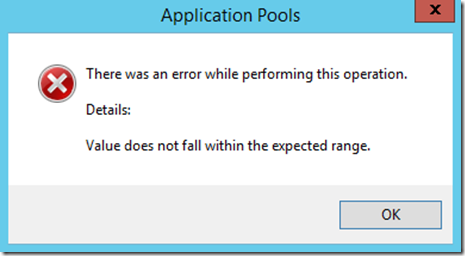 Application Pools
x
There was an error while performing this operation.
Details:
Value does not fall within the expected range.
OK